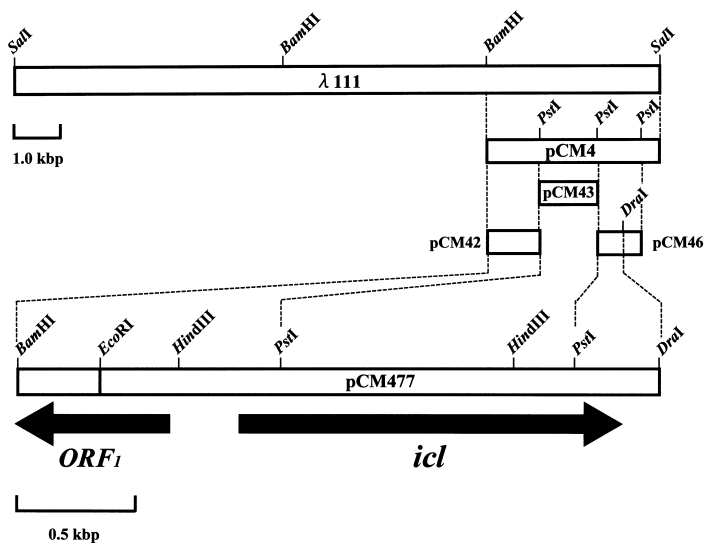 SalI BamHI BamHI SalI
λ111
1.0 kbp
PstI PstI PstI
pCM4
pCM43
DraI
pCM42 pCM46
BamHI EcoRI HindIII PstI HindIII PstI DraI
pCM477
ORF1 icl
0.5 kbp